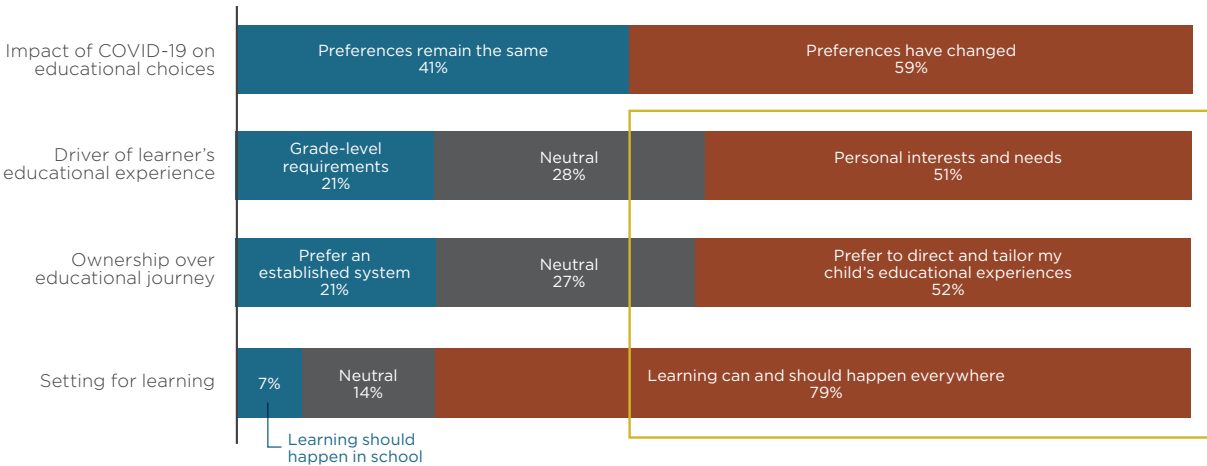 Impact of COVID-19 on
educational choices
Preferences remain the same
41%
Preferences have changed
59%
Driver of learner's
educational experience
Grade-level
requirements
21%
Neutral
28%
Personal interests and needs
51%
Ownership over
educational journey
Prefer an
established system
21%
Neutral
27%
Prefer to direct and tailor my
child's educational experiences
52%
Setting for learning
7%
Neutral
14%
Learning can and should happen everywhere
79%
Learning should
happen in school